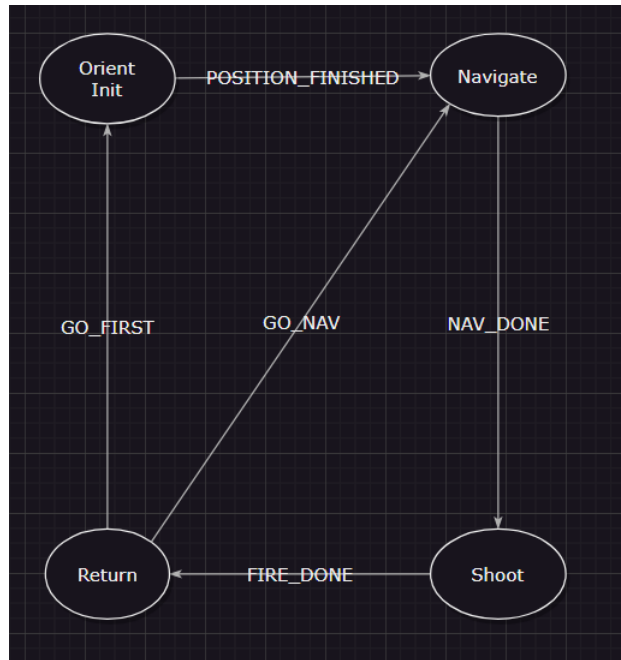 Orient
Init
POSITION_FINISHED
Navigate
GO_FIRST
GO_NAV
NAV_DONE
Return
FIRE_DONE
Shoot